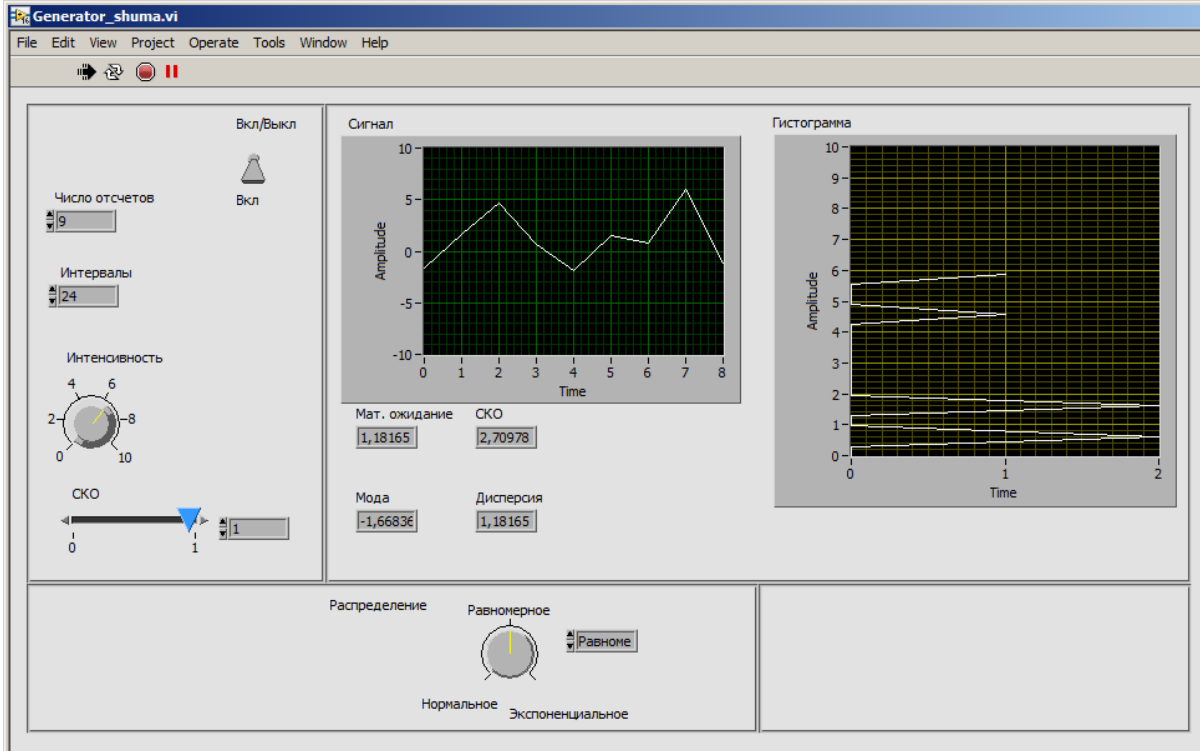 Generator_shuma.vi
File Edit View Project Operate Tools Window Help
Вкл/Выкл
Вкл
Число отсчетов
9
Интервалы
24
Интенсивность
0 2 4 6 8 10
СКО
0 1
1
Сигнал
Amplitude
10
5
0
-5
-10
0 1 2 3 4 5 6 7 8
Time
Мат. ожидание СКО
1,18165 2,70978
Мода Дисперсия
-1,66836 1,18165
Гистограмма
Amplitude
10
9
8
7
6
5
4
3
2
1
0
0 1 2
Time
Распределение
Равномерное
Равноме
Нормальное
Экспоненциальное